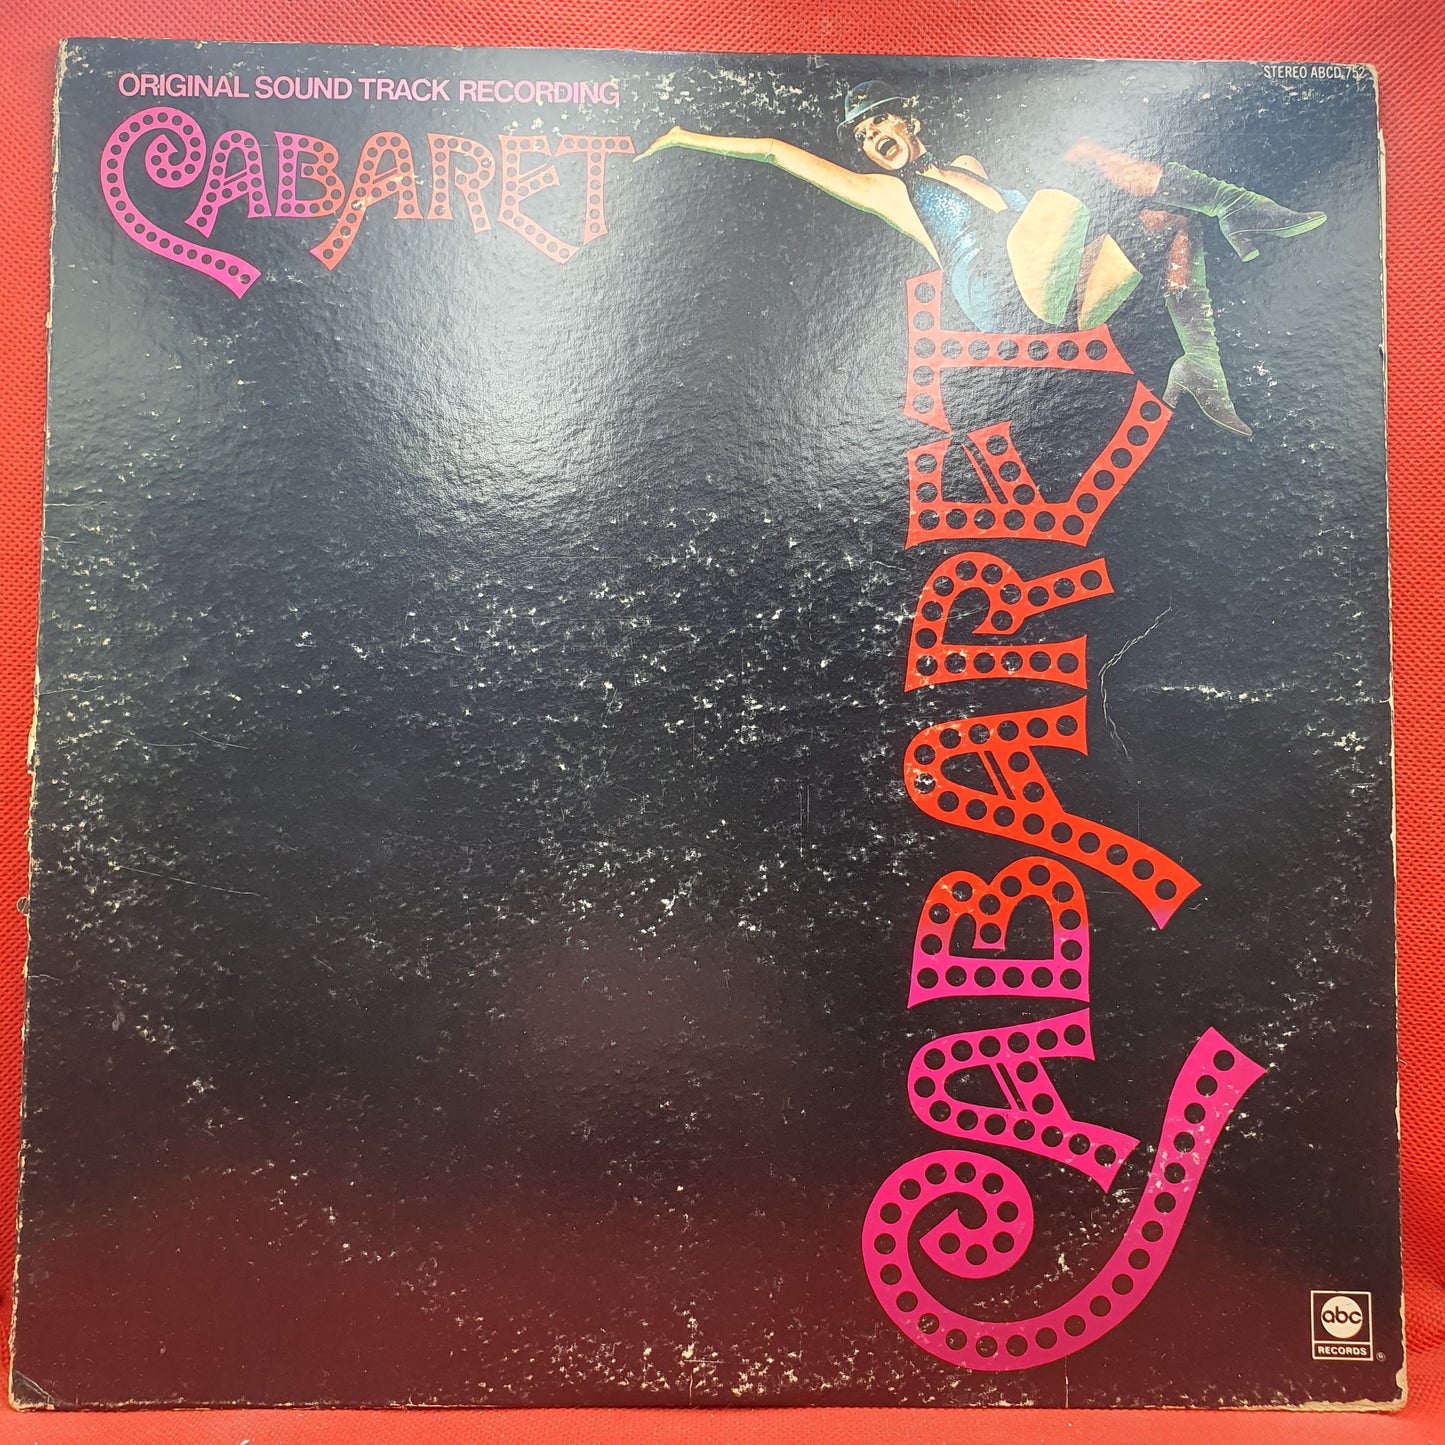 ORIGINAL SOUND TRACK RECORDING
STEREO ABCD 752
CABARET
CABARET
abc
RECORDS
®